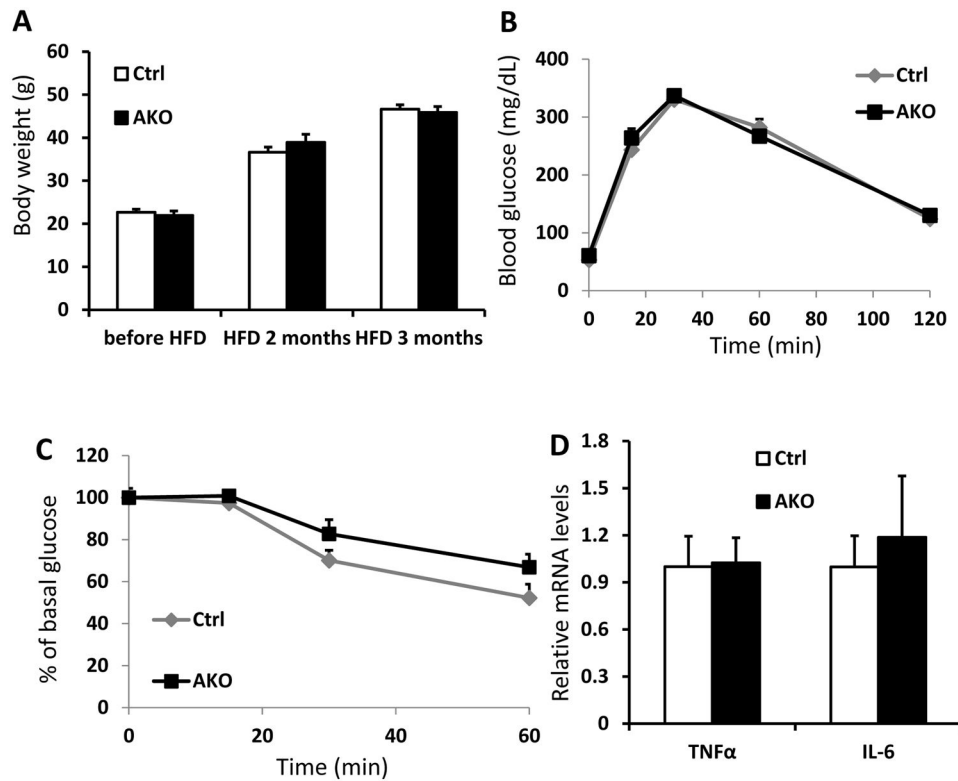 A
Body weight (g)
60
50
40
30
20
10
0
Ctrl
AKO
before HFD HFD 2 months HFD 3 months
B
Blood glucose (mg/dL)
400
300
200
100
0
Ctrl
AKO
0 20 40 60 80 100 120
Time (min)
C
% of basal glucose
120
100
80
60
40
20
0
Ctrl
AKO
0 20 40 60
Time (min)
D
Relative mRNA levels
1.8
1.5
1.2
0.9
0.6
0.3
0
Ctrl
AKO
TNFα IL-6